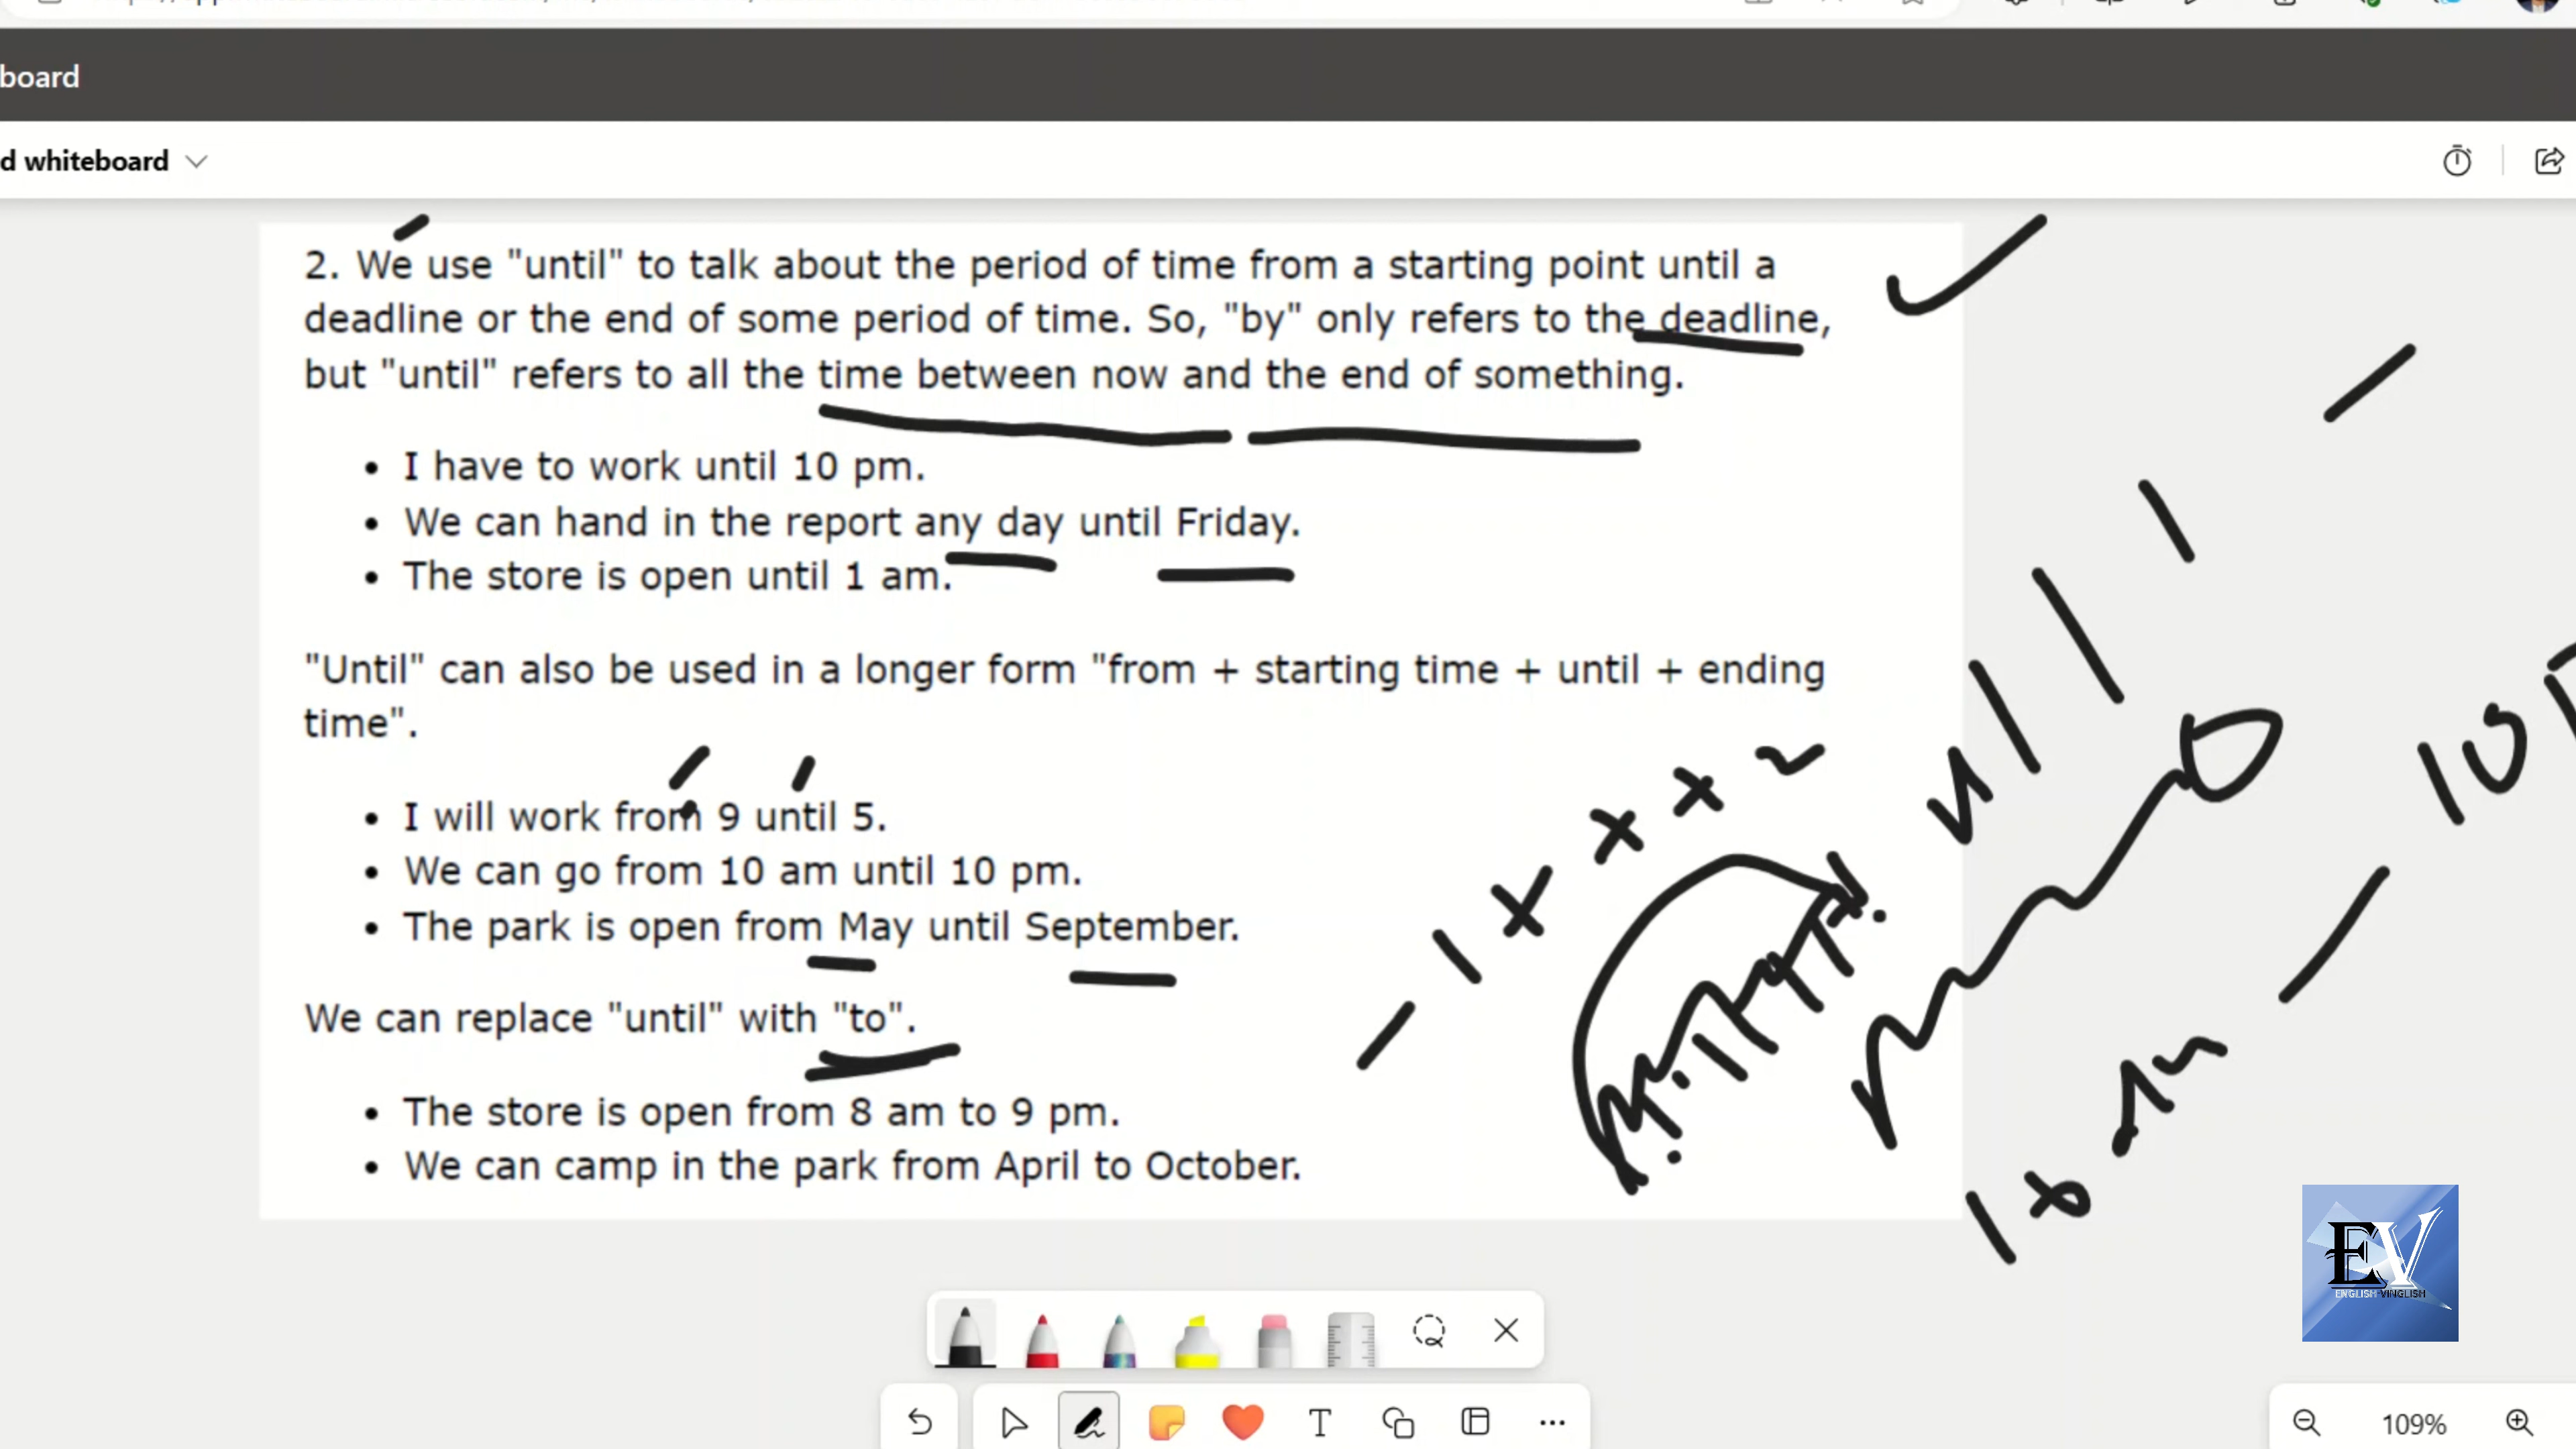 board
d whiteboard
2. We use "until" to talk about the period of time from a starting point until a
deadline or the end of some period of time. So, "by" only refers to the deadline,
but "until" refers to all the time between now and the end of something.
• I have to work until 10 pm.
• We can hand in the report any day until Friday.
• The store is open until 1 am.
"Until" can also be used in a longer form "from + starting time + until + ending
time".
• I will work from 9 until 5.
• We can go from 10 am until 10 pm.
• The park is open from May until September.
We can replace "until" with "to".
• The store is open from 8 am to 9 pm.
• We can camp in the park from April to October.
10
EV
ENGLISH-VINGLISH
109%